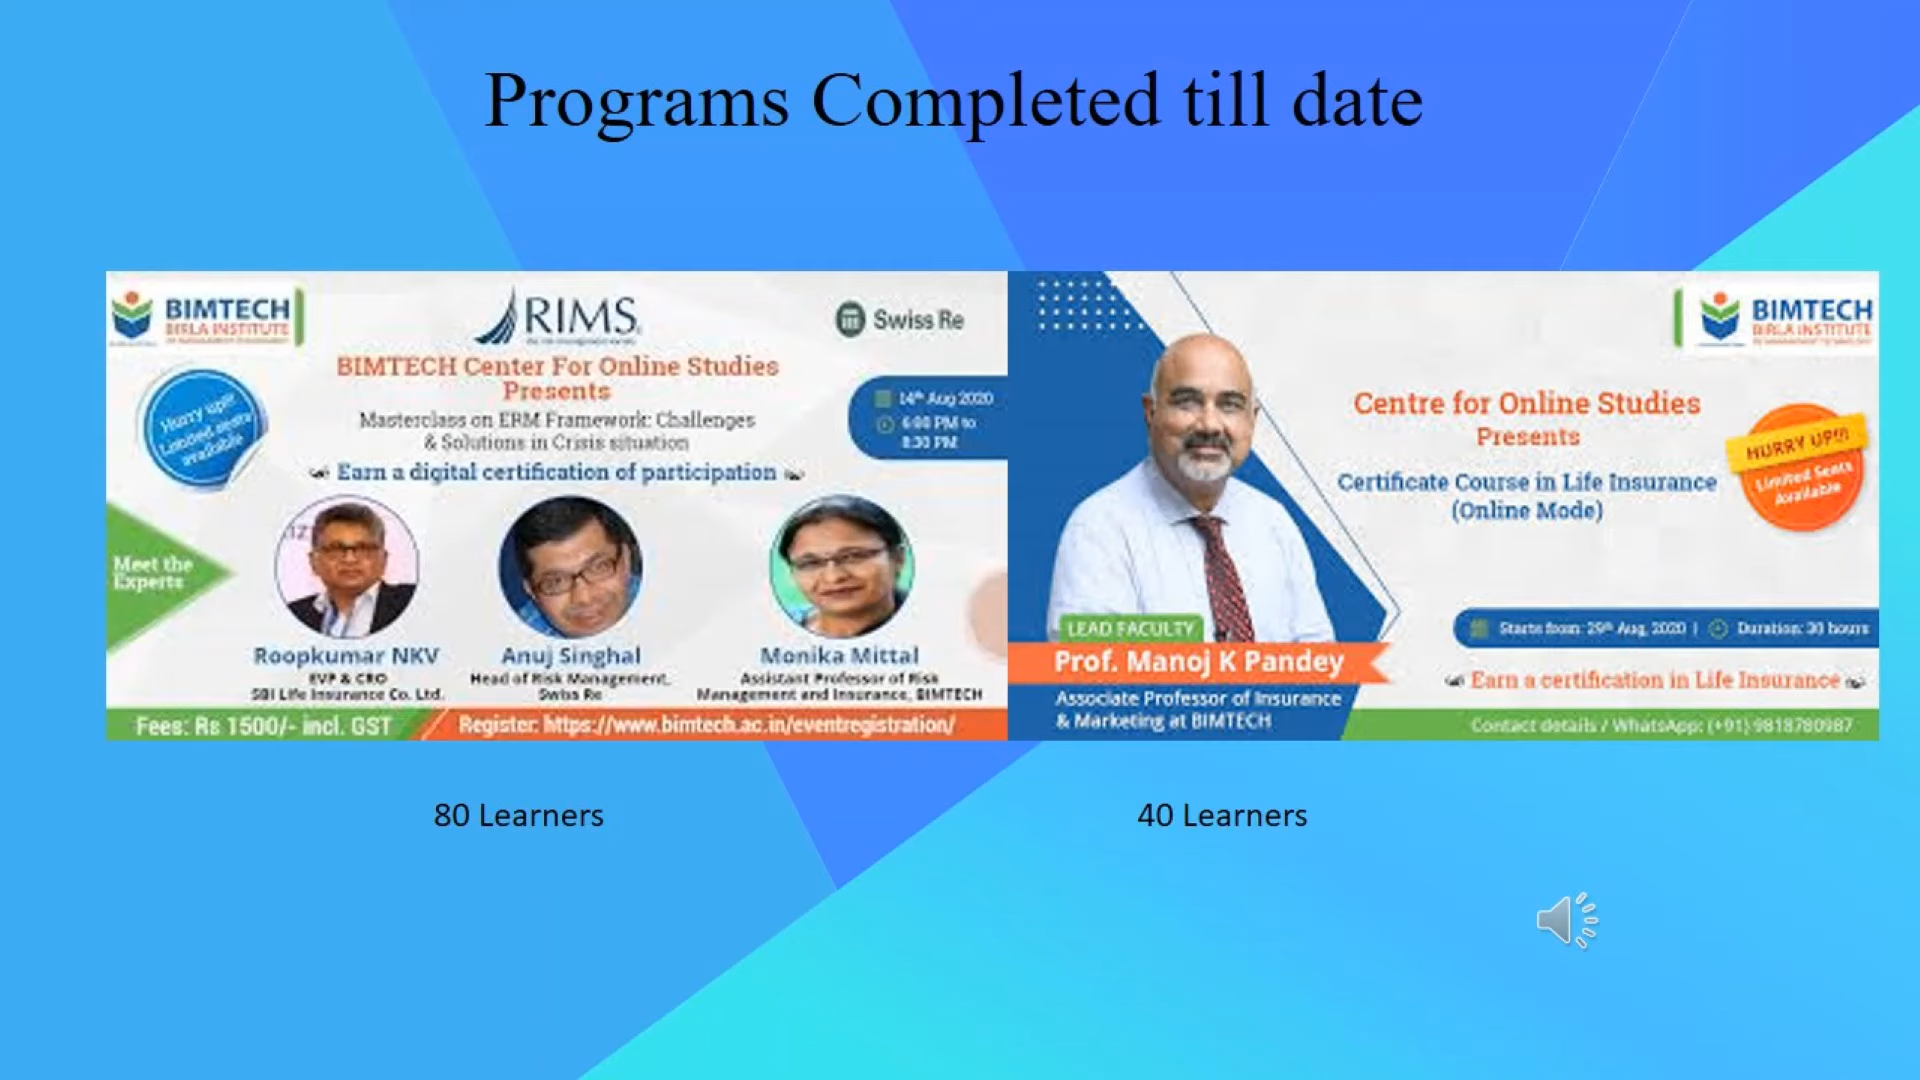 Programs Completed till date
BIMTECH
BIRLA INSTITUTE
RIMS
Swiss Re
BIMTECH Center For Online Studies
Presents
Masterclass on ERM Framework: Challenges
& Solutions in Crisis situation
Earn a digital certification of participation
Hurry up!!
Limited seats
available
14th Aug 2020
6:00 PM to
8:30 PM
Meet the
Experts
Roopkumar NKV
EVP & CRO
SBI Life Insurance Co. Ltd.
Anuj Singhal
Head of Risk Management,
Swiss Re
Monika Mittal
Assistant Professor of Risk
Management and Insurance, BIMTECH
Fees: Rs 1500/- incl. GST
Register: https://www.bimtech.ac.in/eventregistration/
BIMTECH
BIRLA INSTITUTE
Centre for Online Studies
Presents
Certificate Course in Life Insurance
(Online Mode)
HURRY UP!!!
Limited Seats
Available
LEAD FACULTY
Prof. Manoj K Pandey
Associate Professor of Insurance
& Marketing at BIMTECH
Starts from: 29th Aug, 2020 | Duration: 30 hours
Earn a certification in Life Insurance
Contact details / WhatsApp: (+91) 9818780987
80 Learners
40 Learners